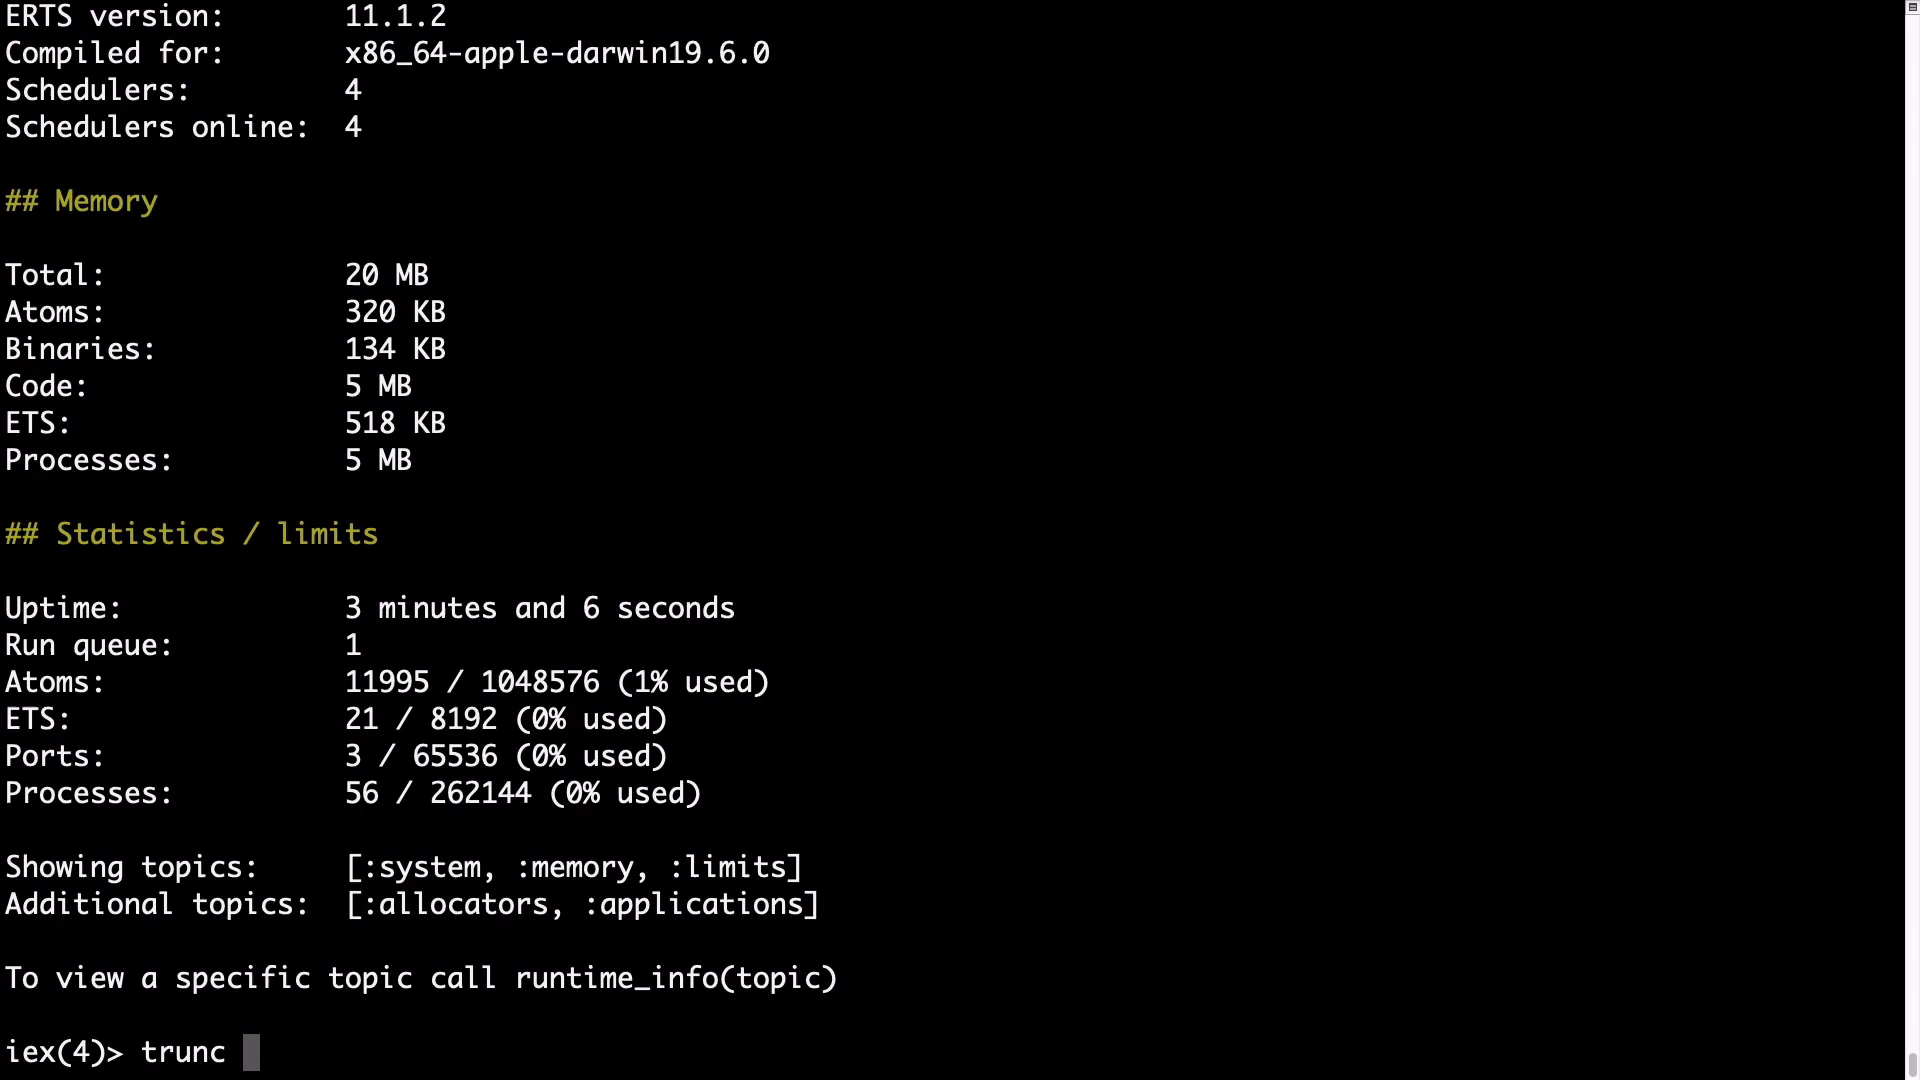 ERTS version: 11.1.2
Compiled for: x86_64-apple-darwin19.6.0
Schedulers: 4
Schedulers online: 4
## Memory
Total: 20 MB
Atoms: 320 KB
Binaries: 134 KB
Code: 5 MB
ETS: 518 KB
Processes: 5 MB
## Statistics / limits
Uptime: 3 minutes and 6 seconds
Run queue: 1
Atoms: 11995 / 1048576 (1% used)
ETS: 21 / 8192 (0% used)
Ports: 3 / 65536 (0% used)
Processes: 56 / 262144 (0% used)
Showing topics: [:system, :memory, :limits]
Additional topics: [:allocators, :applications]
To view a specific topic call runtime_info(topic)
iex(4)> trunc